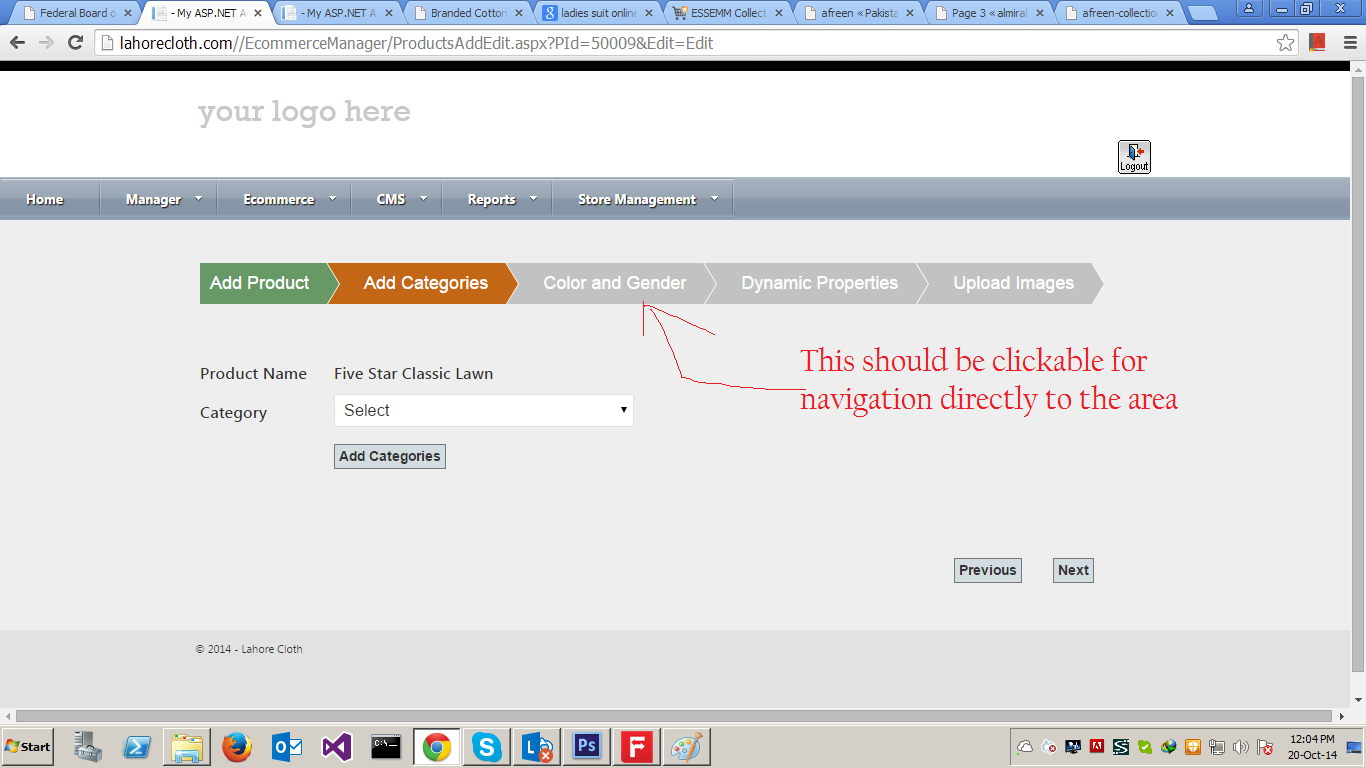 Federal Board o
- My ASP.NET A
- My ASP.NET A
Branded Cotton
ladies suit online
ESSEMM Collect
afreen « Pakista
Page 3 « almiral
afreen-collection
lahorecloth.com//EcommerceManager/ProductsAddEdit.aspx?PId=50009&Edit=Edit
your logo here
Logout
Home
Manager
Ecommerce
CMS
Reports
Store Management
Add Product
Add Categories
Color and Gender
Dynamic Properties
Upload Images
This should be clickable for
navigation directly to the area
Product Name
Five Star Classic Lawn
Category
Select
Add Categories
Previous
Next
© 2014 - Lahore Cloth
Start
12:04 PM
20-Oct-14